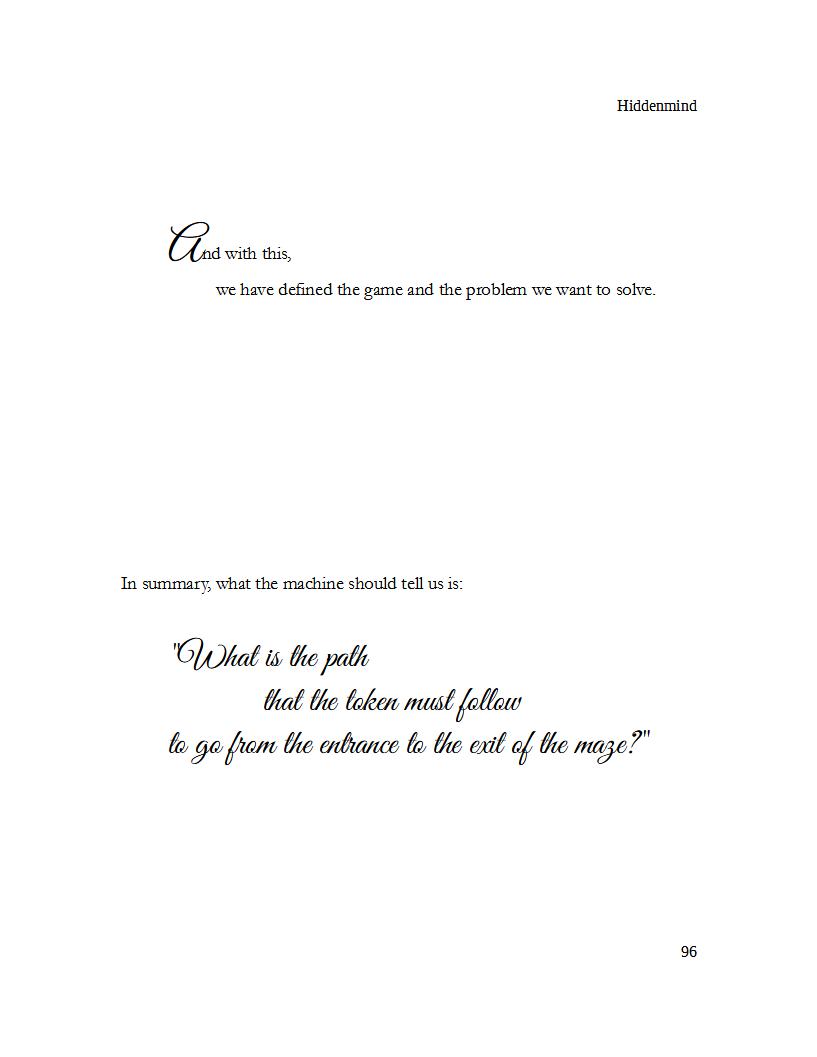 Hiddenmind
And with this,
we have defined the game and the problem we want to solve.
In summary, what the machine should tell us is:
"What is the path
that the token must follow
to go from the entrance to the exit of the maze?"
96